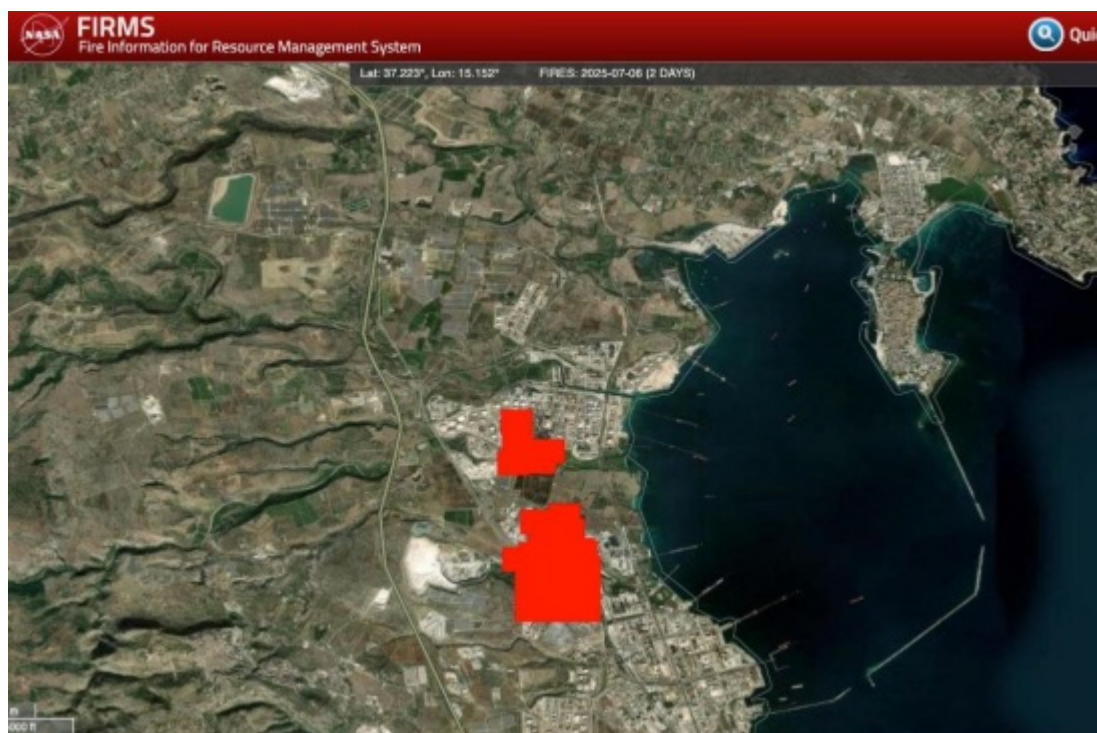 NASA
FIRMS
Fire Information for Resource Management System
Lat: 37.223°, Lon: 15.152° FIRES: 2025-07-06 (2 DAYS)